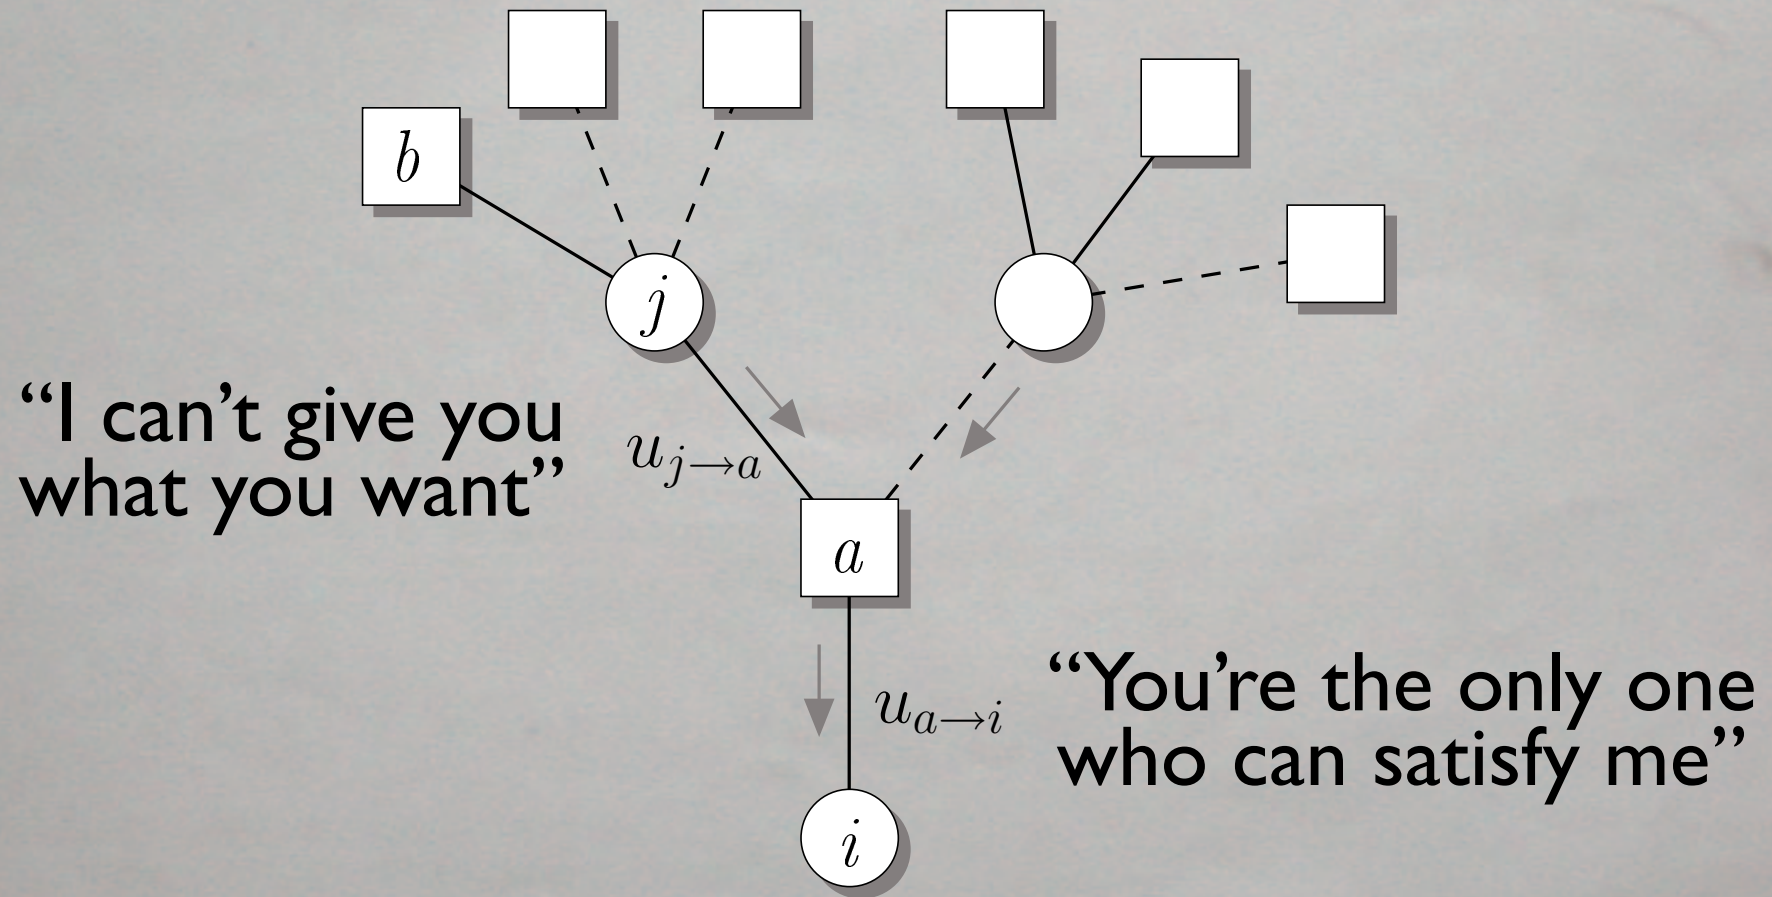 b
j
“I can’t give you
what you want”
u_{j→a}
a
“You’re the only one
who can satisfy me”
u_{a→i}
i